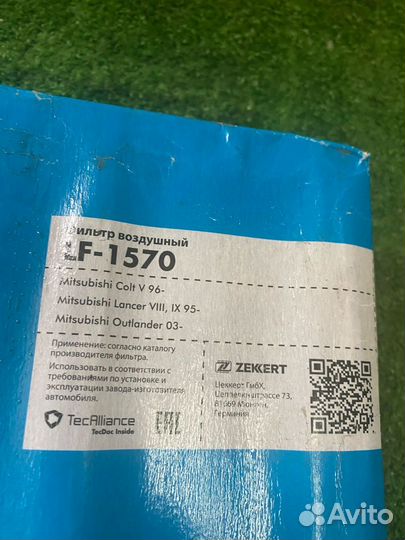 Фильтр воздушный
LF-1570
Mitsubishi Colt V 96-
Mitsubishi Lancer VIII, IX 95-
Mitsubishi Outlander 03-
Применение: согласно каталогу
производителя фильтра.
Использовать в соответствии с
требованиями по установке и
эксплуатации завода-изготовителя
автомобиля.
TecAlliance
TecDoc Inside
EAC
ZEKKERT
Цеккерт ГмбХ,
Цеппелинштрассе 73,
81669 Мюнхен,
Германия
Avito